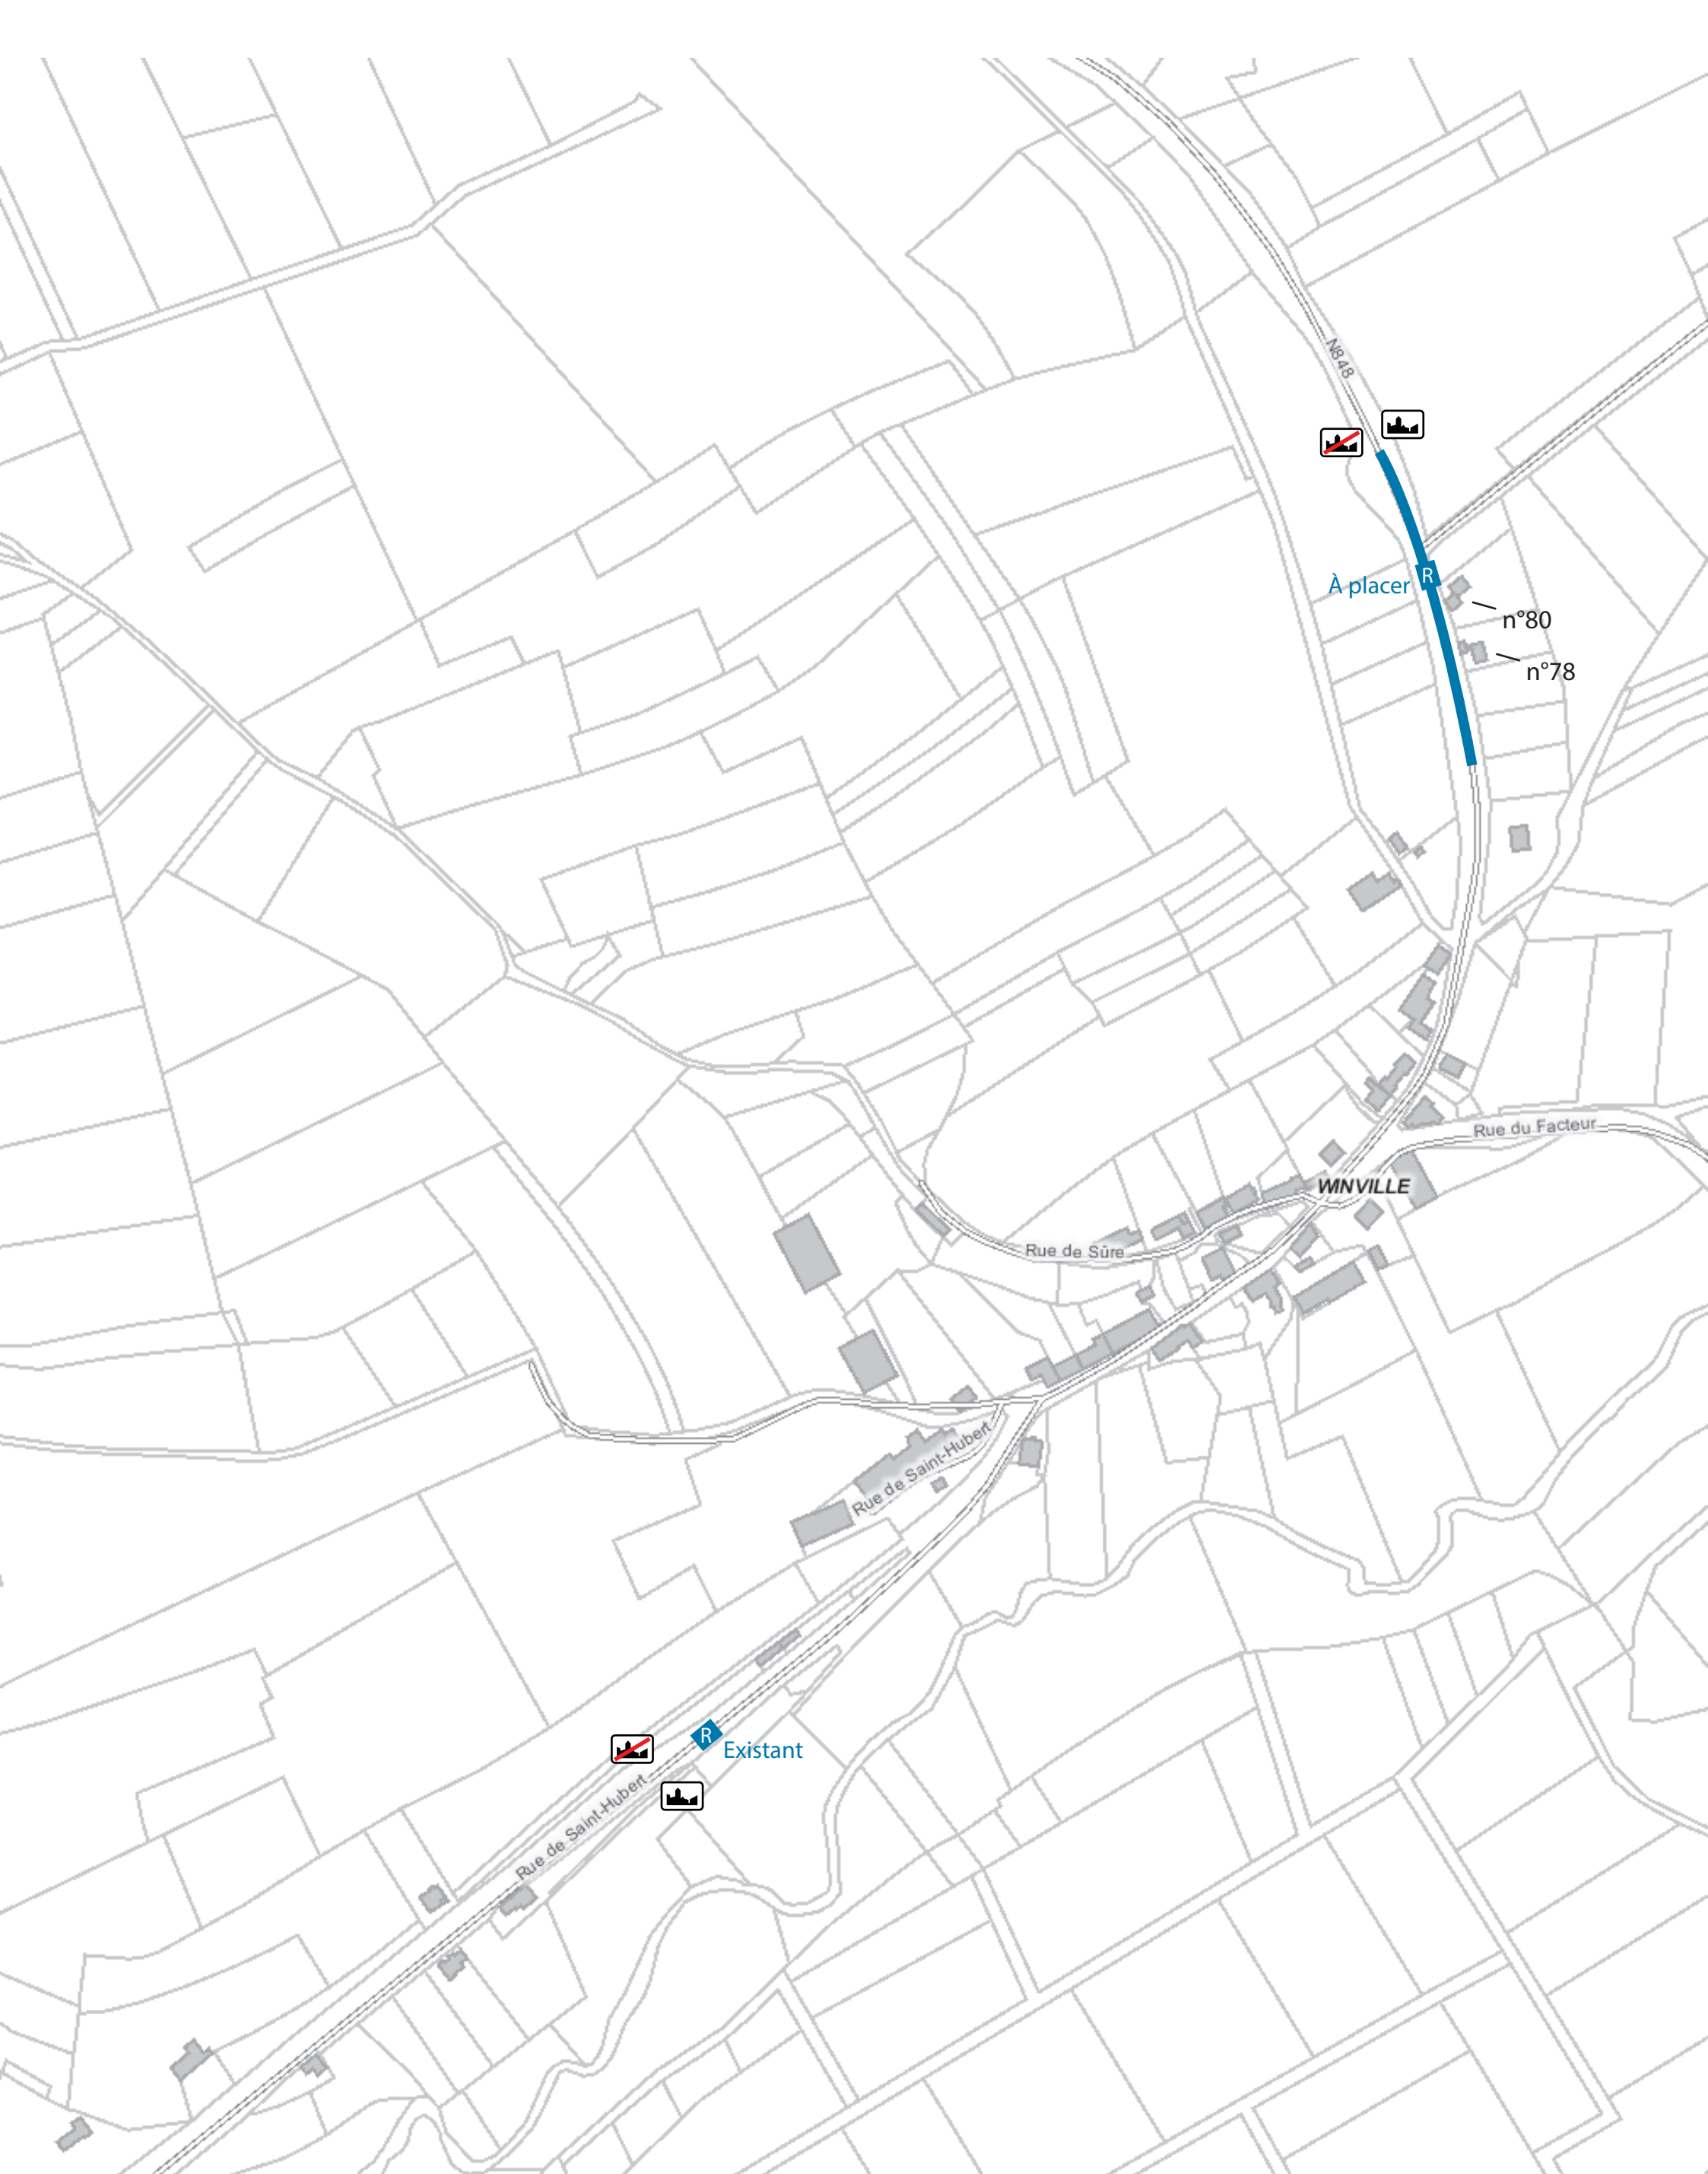 N848
R
À placer
n°80
n°78
Rue du Facteur
WINVILLE
Rue de Sûre
Rue de Saint-Hubert
R
Existant
Rue de Saint-Hubert